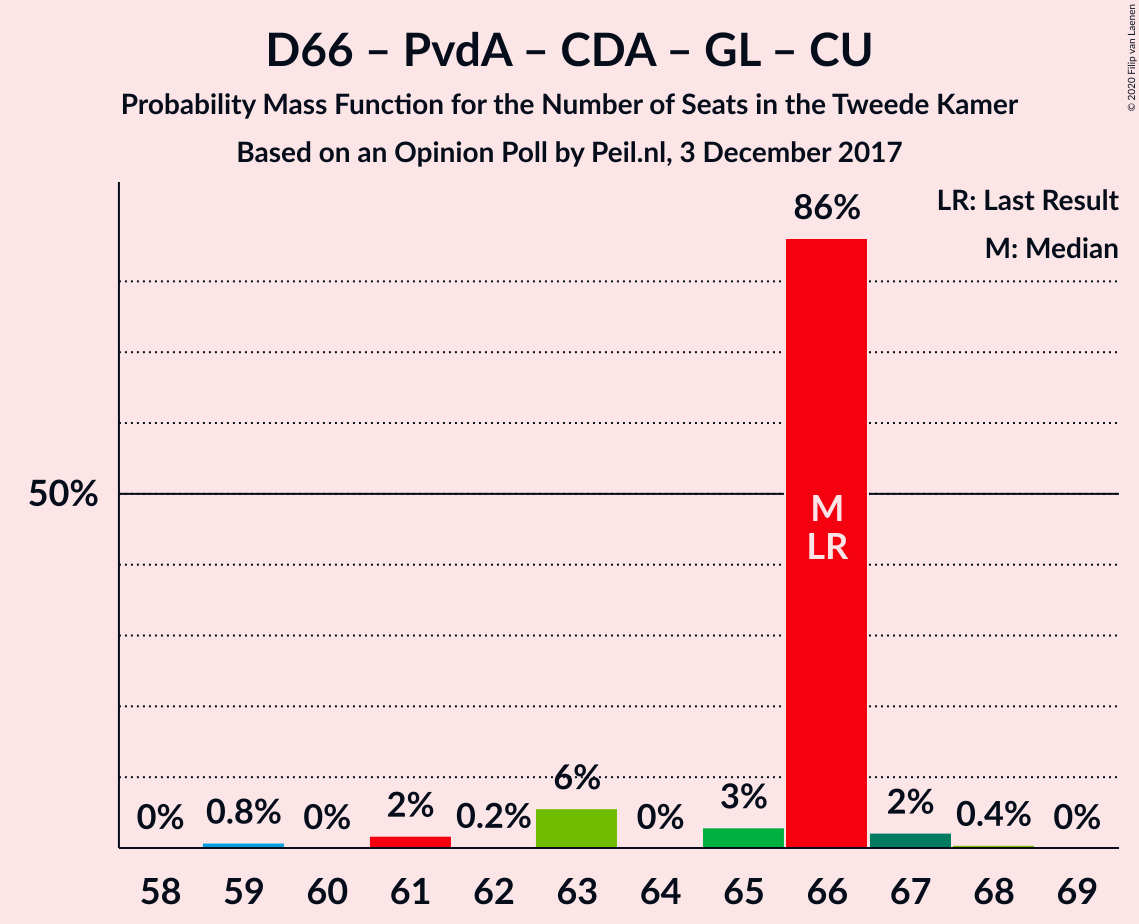 D66 – PvdA – CDA – GL – CU
Probability Mass Function for the Number of Seats in the Tweede Kamer
Based on an Opinion Poll by Peil.nl, 3 December 2017
© 2020 Filip van Laenen
LR: Last Result
M: Median
50%
0%
0.8%
0%
2%
0.2%
6%
0%
3%
86%
2%
0.4%
0%
M
LR
58 59 60 61 62 63 64 65 66 67 68 69